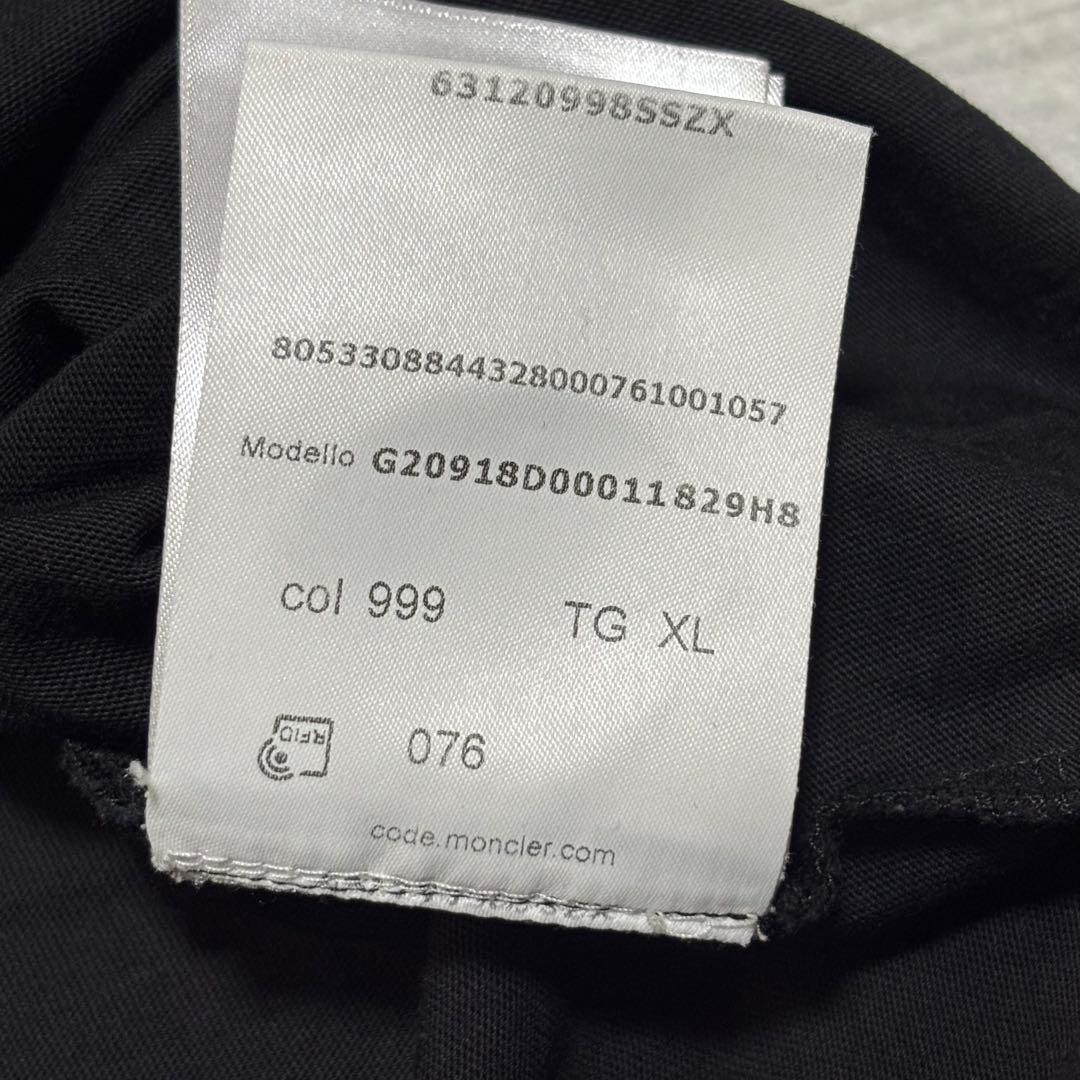 63120998SSZX
8053308844328000761001057
Modello G20918D00011829H8
col 999 TG XL
RFID 076
code.moncler.com